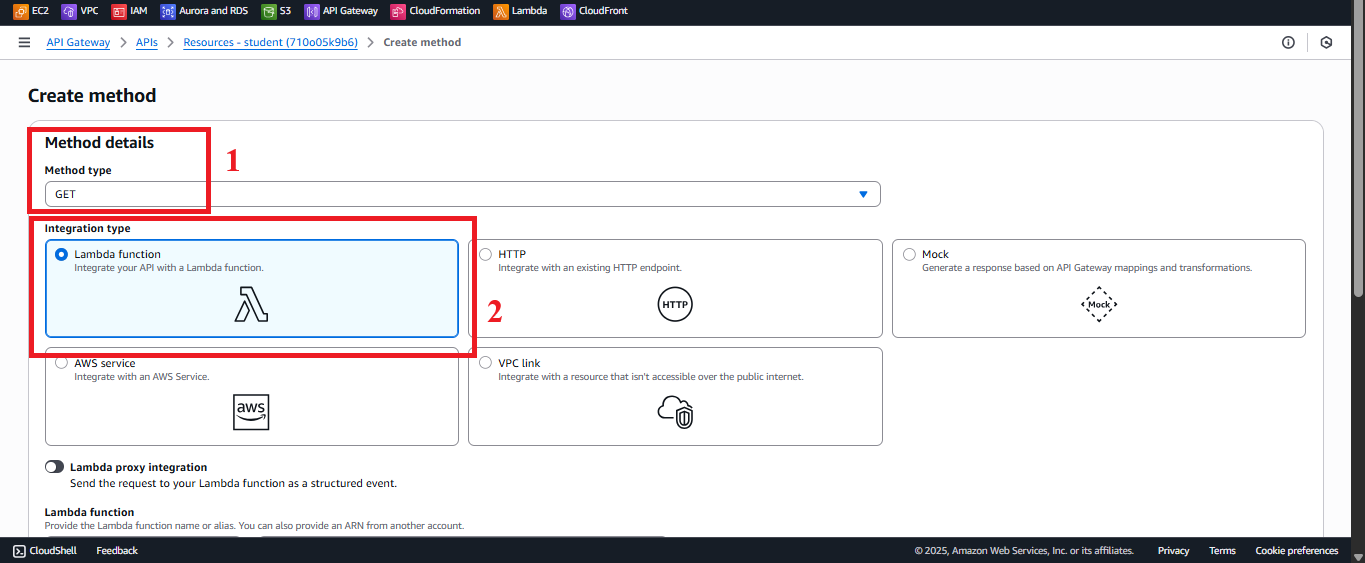 EC2 VPC IAM Aurora and RDS S3 API Gateway CloudFormation Lambda CloudFront
API Gateway > APIs > Resources - student (710o05k9b6) > Create method
Create method
Method details
1
Method type
GET
Integration type
Lambda function
Integrate your API with a Lambda function.
HTTP
Integrate with an existing HTTP endpoint.
HTTP
Mock
Generate a response based on API Gateway mappings and transformations.
Mock
2
AWS service
Integrate with an AWS Service.
aws
VPC link
Integrate with a resource that isn't accessible over the public internet.
Lambda proxy integration
Send the request to your Lambda function as a structured event.
Lambda function
Provide the Lambda function name or alias. You can also provide an ARN from another account.
CloudShell Feedback © 2025, Amazon Web Services, Inc. or its affiliates. Privacy Terms Cookie preferences